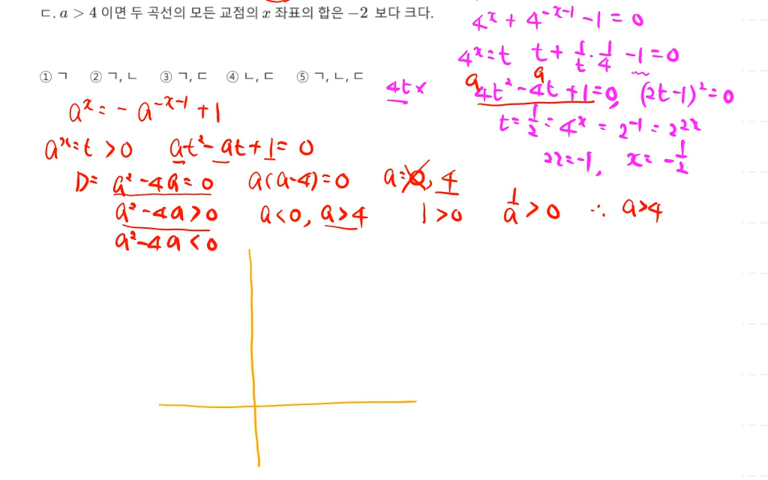 ㄷ. a > 4 이면 두 곡선의 모든 교점의 x 좌표의 합은 −2 보다 크다.
① ㄱ ② ㄱ, ㄴ ③ ㄱ, ㄷ ④ ㄴ, ㄷ ⑤ ㄱ, ㄴ, ㄷ
4^x + 4^{-x-1} - 1 = 0
4^x = t t + 1/t · 1/4 - 1 = 0
a a
4t× 4t² - 4t + 1 = 0, (2t-1)² = 0
t = 1/2 = 4^x = 2^{-1} = 2^{2x}
2x = -1, x = -1/2
a^x = - a^{-x-1} + 1
a^x = t > 0 at² - at + 1 = 0
D = a² - 4a = 0 a(a-4) = 0 a = 0, 4
a² - 4a > 0 a < 0, a > 4 1 > 0 1/a > 0 ∴ a > 4
a² - 4a < 0